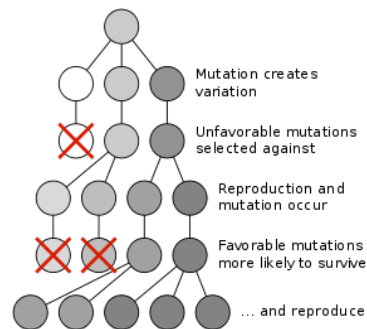 Mutation creates
variation
Unfavorable mutations
selected against
Reproduction and
mutation occur
Favorable mutations
more likely to survive
... and reproduce